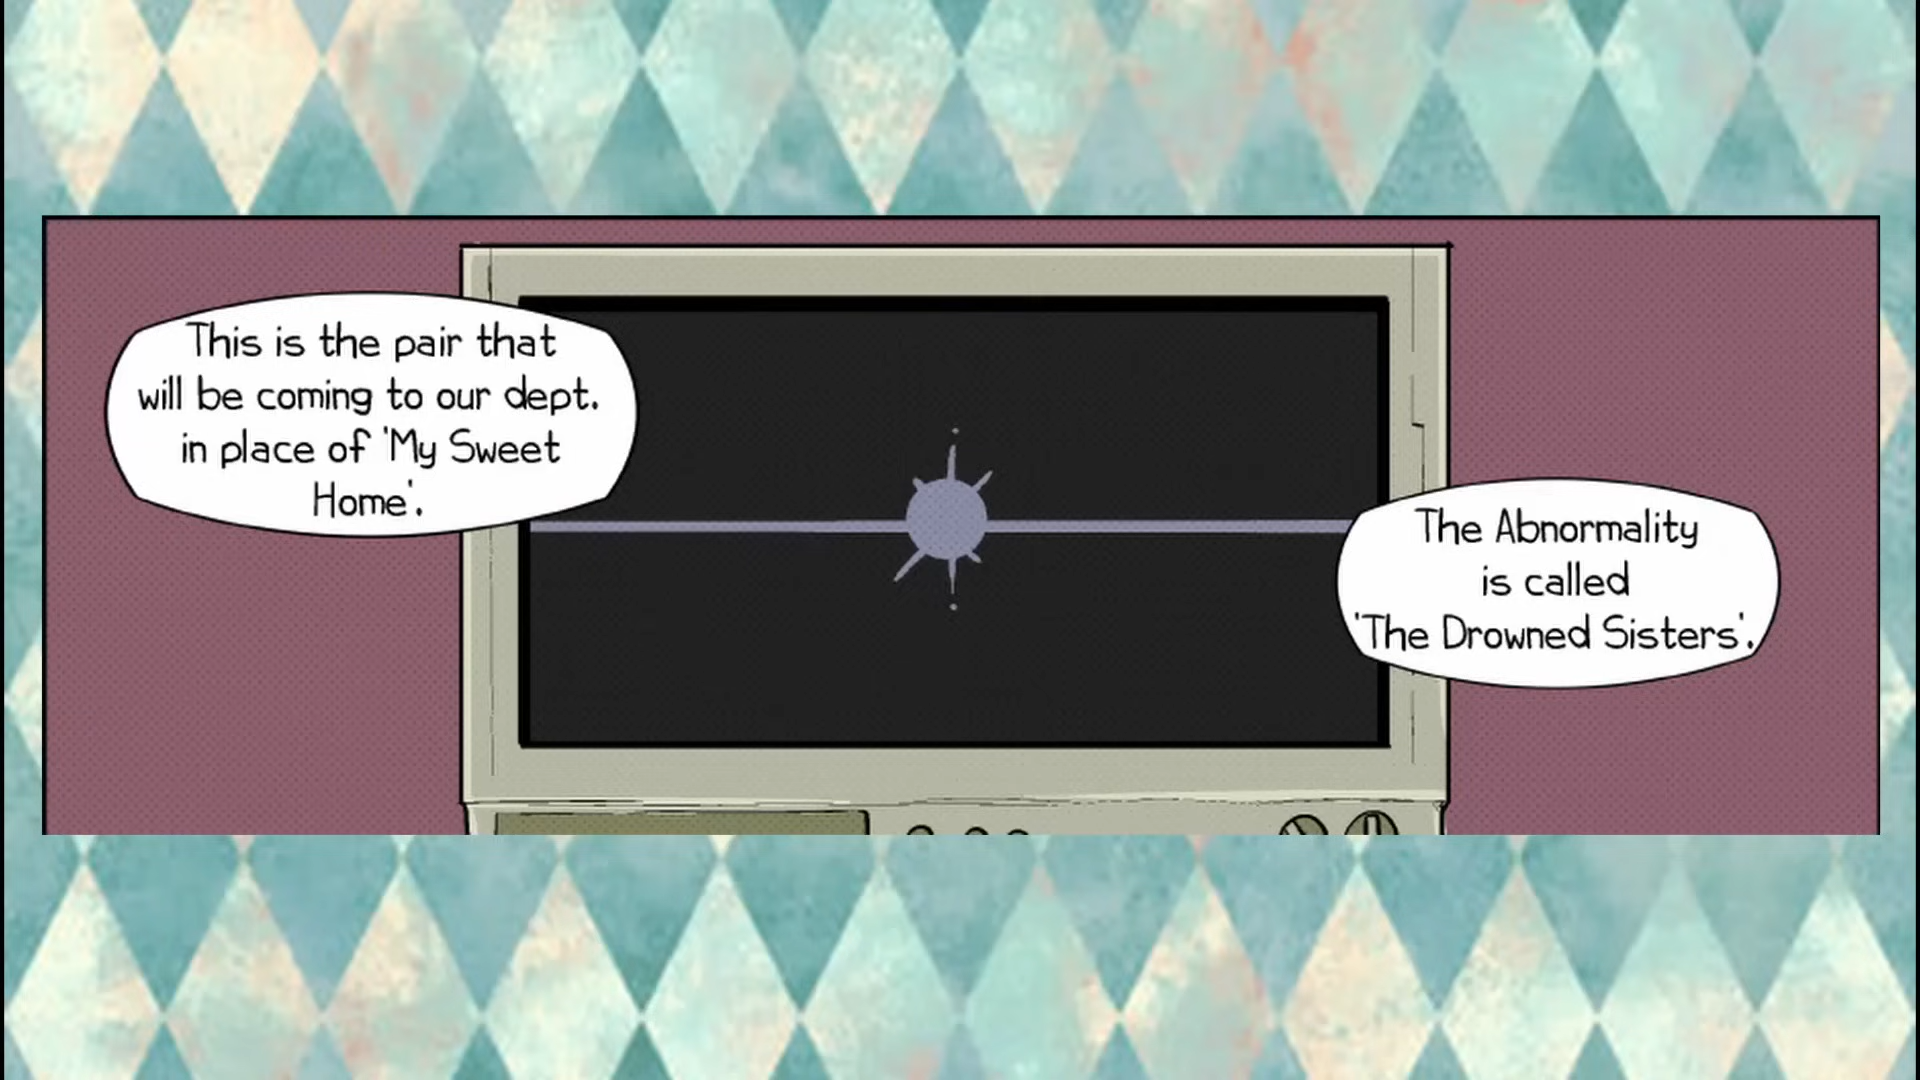 This is the pair that
will be coming to our dept.
in place of 'My Sweet
Home'.
The Abnormality
is called
'The Drowned Sisters'.